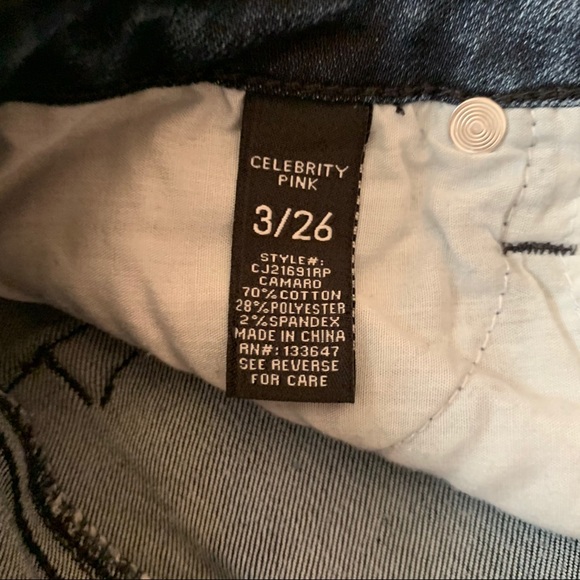 CELEBRITY
PINK
3/26
STYLE#:
CJ21691RP
CAMARO
70%COTTON
28%POLYESTER
2%SPANDEX
MADE IN CHINA
RN#: 133647
SEE REVERSE
FOR CARE